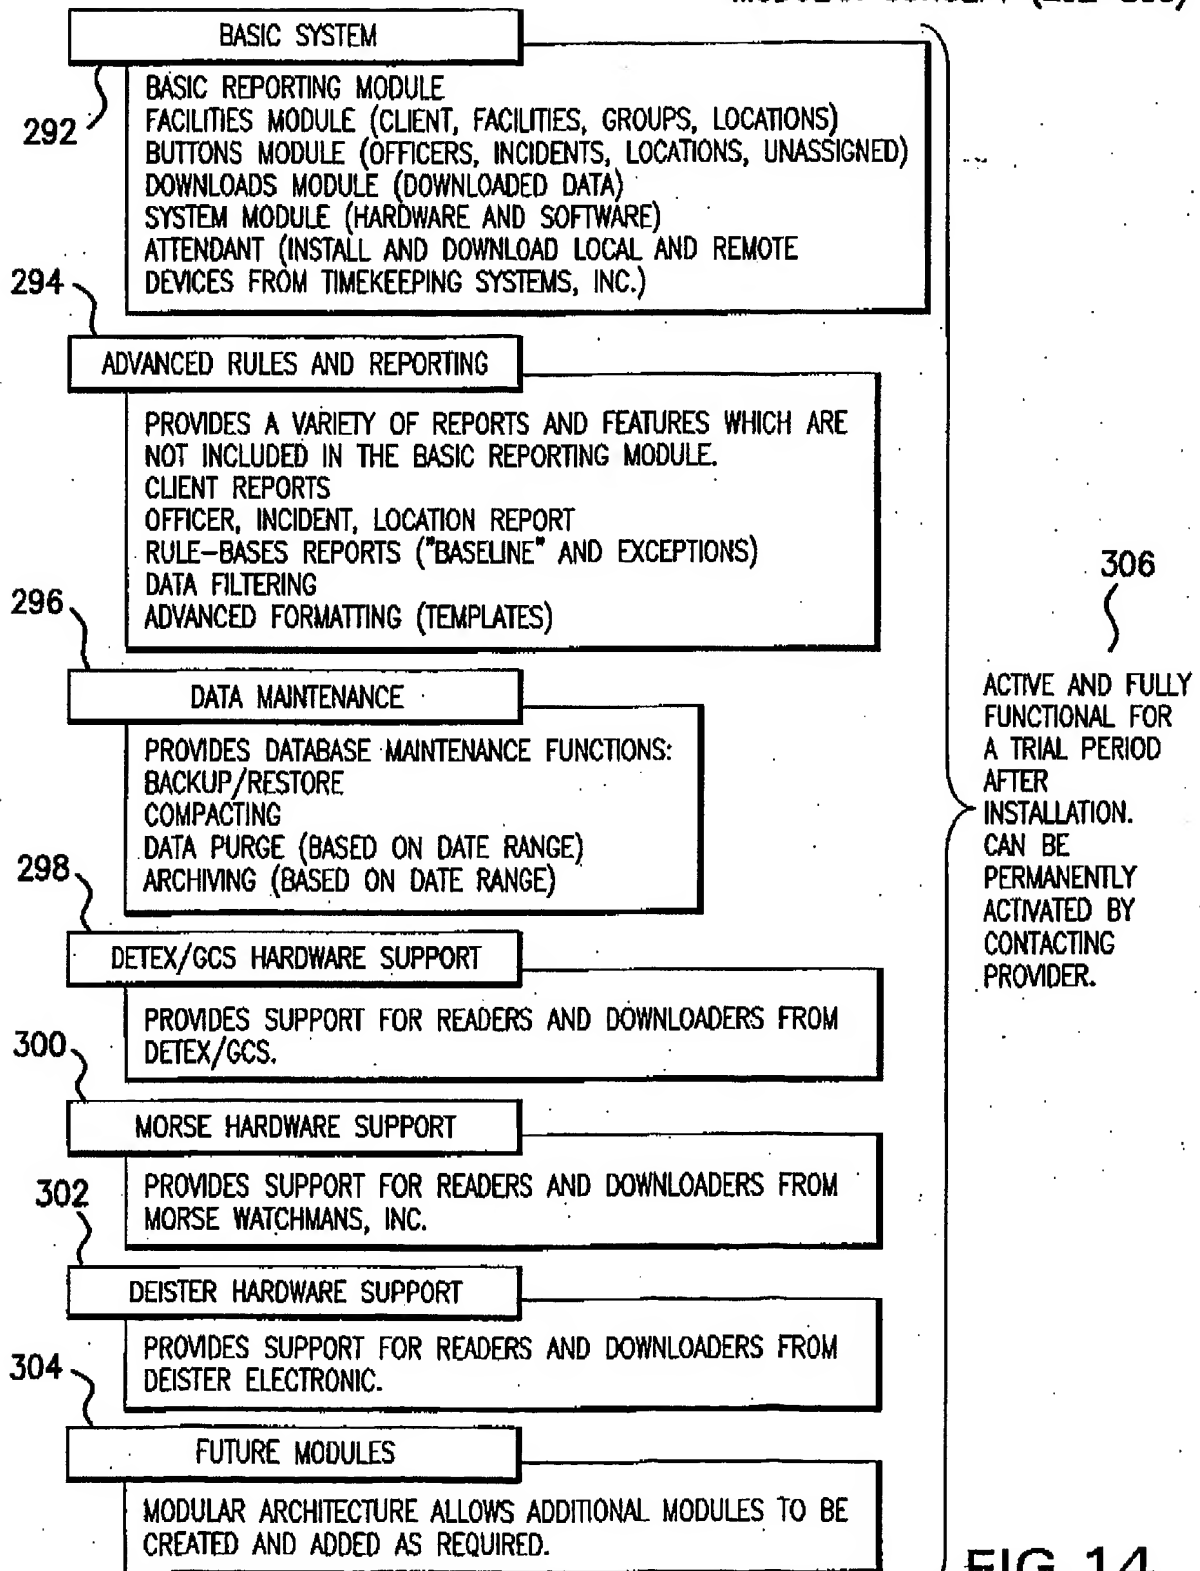 BASIC SYSTEM
292
BASIC REPORTING MODULE
FACILITIES MODULE (CLIENT, FACILITIES, GROUPS, LOCATIONS)
BUTTONS MODULE (OFFICERS, INCIDENTS, LOCATIONS, UNASSIGNED)
DOWNLOADS MODULE (DOWNLOADED DATA)
SYSTEM MODULE (HARDWARE AND SOFTWARE)
ATTENDANT (INSTALL AND DOWNLOAD LOCAL AND REMOTE
DEVICES FROM TIMEKEEPING SYSTEMS, INC.)
294
ADVANCED RULES AND REPORTING
PROVIDES A VARIETY OF REPORTS AND FEATURES WHICH ARE
NOT INCLUDED IN THE BASIC REPORTING MODULE.
CLIENT REPORTS
OFFICER, INCIDENT, LOCATION REPORT
RULE-BASES REPORTS ("BASELINE" AND EXCEPTIONS)
DATA FILTERING
ADVANCED FORMATTING (TEMPLATES)
296
DATA MAINTENANCE
PROVIDES DATABASE MAINTENANCE FUNCTIONS:
BACKUP/RESTORE
COMPACTING
DATA PURGE (BASED ON DATE RANGE)
ARCHIVING (BASED ON DATE RANGE)
298
DETEX/GCS HARDWARE SUPPORT
PROVIDES SUPPORT FOR READERS AND DOWNLOADERS FROM
DETEX/GCS.
300
MORSE HARDWARE SUPPORT
PROVIDES SUPPORT FOR READERS AND DOWNLOADERS FROM
MORSE WATCHMANS, INC.
302
DEISTER HARDWARE SUPPORT
PROVIDES SUPPORT FOR READERS AND DOWNLOADERS FROM
DEISTER ELECTRONIC.
304
FUTURE MODULES
MODULAR ARCHITECTURE ALLOWS ADDITIONAL MODULES TO BE
CREATED AND ADDED AS REQUIRED.
306
ACTIVE AND FULLY
FUNCTIONAL FOR
A TRIAL PERIOD
AFTER
INSTALLATION.
CAN BE
PERMANENTLY
ACTIVATED BY
CONTACTING
PROVIDER.
FIG. 14